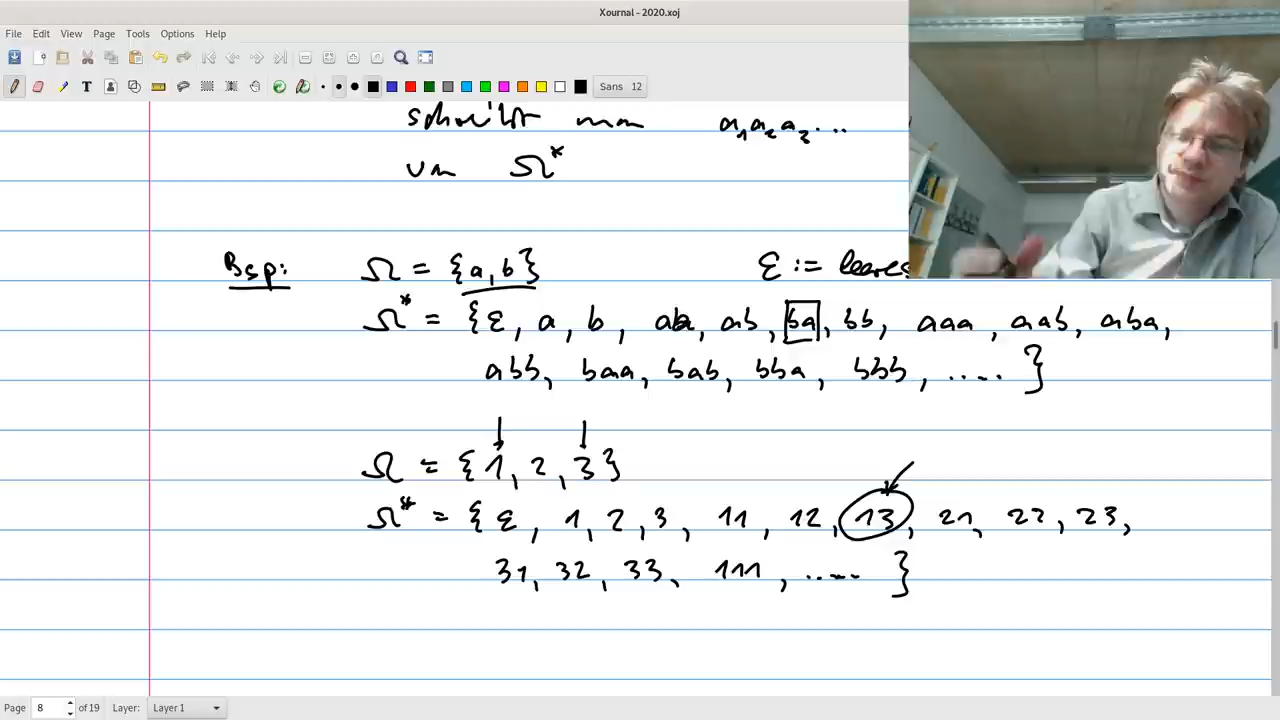 Xournal - 2020.xoj
File Edit View Page Tools Options Help
Sans 12
schreibt man a₁a₂a₃...
von Ω*
Bsp: Ω = {a, b} ε := leeres
Ω* = {ε, a, b, aa, ab, ba, bb, aaa, aab, aba,
abb, baa, bab, bba, bbb, ..... }
Ω = {1, 2, 3}
Ω* = {ε, 1, 2, 3, 11, 12, 13, 21, 22, 23,
31, 32, 33, 111, ..... }
Page 8 of 19 Layer: Layer 1